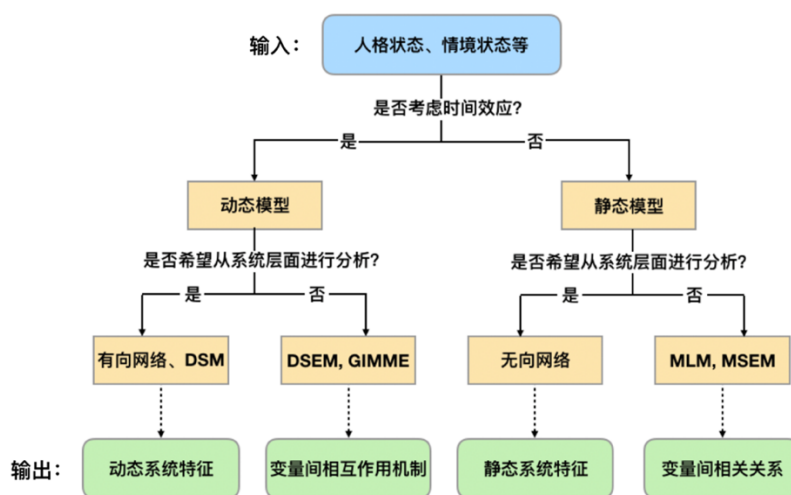 输入：
人格状态、情境状态等
是否考虑时间效应?
是
否
动态模型
静态模型
是否希望从系统层面进行分析?
是否希望从系统层面进行分析?
是
否
是
否
有向网络、DSM
DSEM, GIMME
无向网络
MLM, MSEM
输出：
动态系统特征
变量间相互作用机制
静态系统特征
变量间相关关系